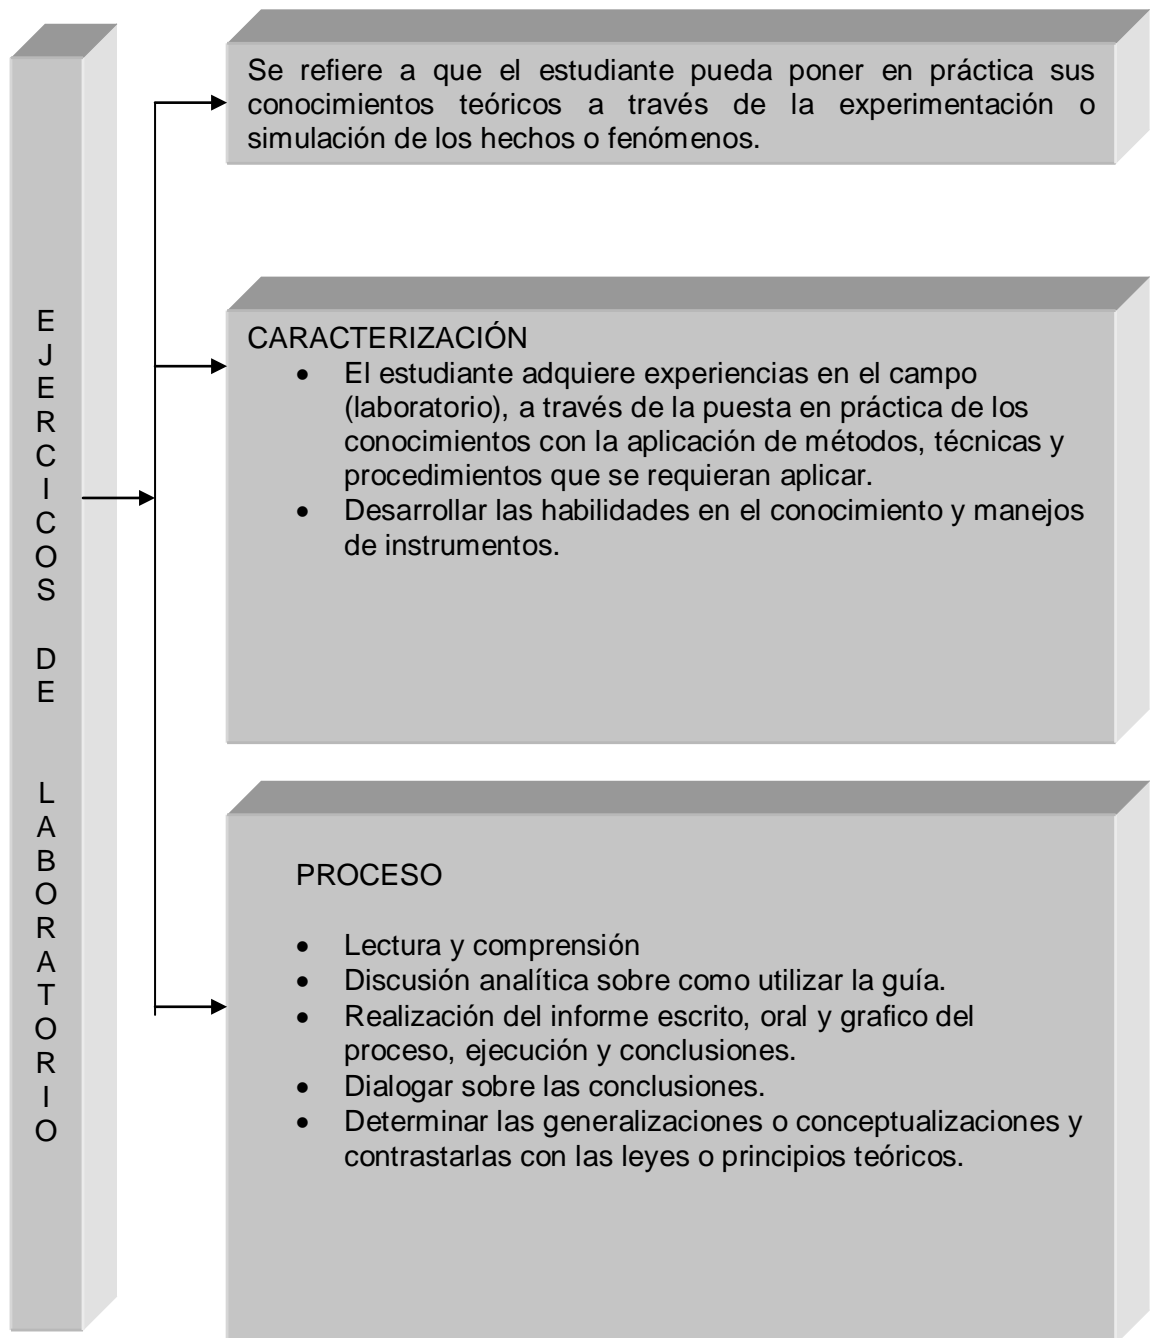 EJERCICOS DE LABORATORIO
Se refiere a que el estudiante pueda poner en práctica sus
conocimientos teóricos a través de la experimentación o
simulación de los hechos o fenómenos.
CARACTERIZACIÓN
• El estudiante adquiere experiencias en el campo
(laboratorio), a través de la puesta en práctica de los
conocimientos con la aplicación de métodos, técnicas y
procedimientos que se requieran aplicar.
• Desarrollar las habilidades en el conocimiento y manejos
de instrumentos.
PROCESO
• Lectura y comprensión
• Discusión analítica sobre como utilizar la guía.
• Realización del informe escrito, oral y grafico del
proceso, ejecución y conclusiones.
• Dialogar sobre las conclusiones.
• Determinar las generalizaciones o conceptualizaciones y
contrastarlas con las leyes o principios teóricos.